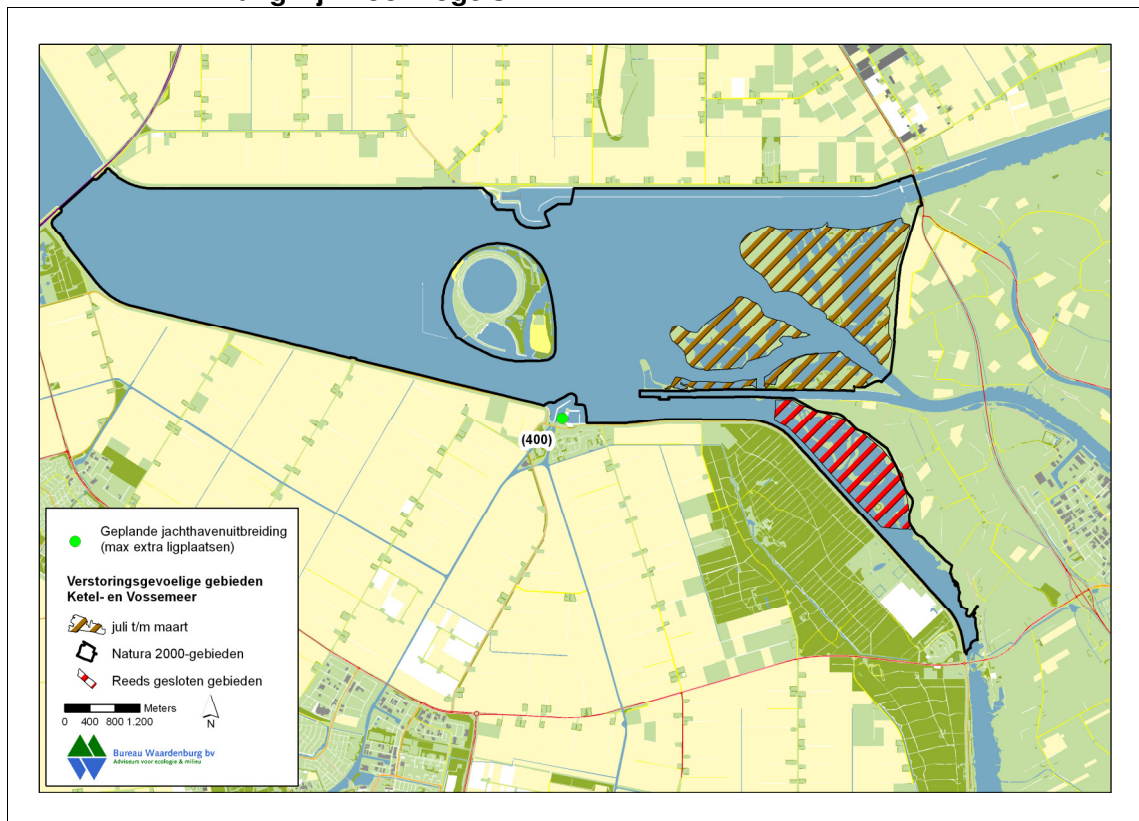 (400)
Geplande jachthavenuitbreiding
(max extra ligplaatsen)
Verstoringsgevoelige gebieden
Ketel- en Vossemeer
juli t/m maart
Natura 2000-gebieden
Reeds gesloten gebieden
Meters
0 400 800 1.200
N
Bureau Waardenburg bv
Adviseurs voor ecologie & milieu